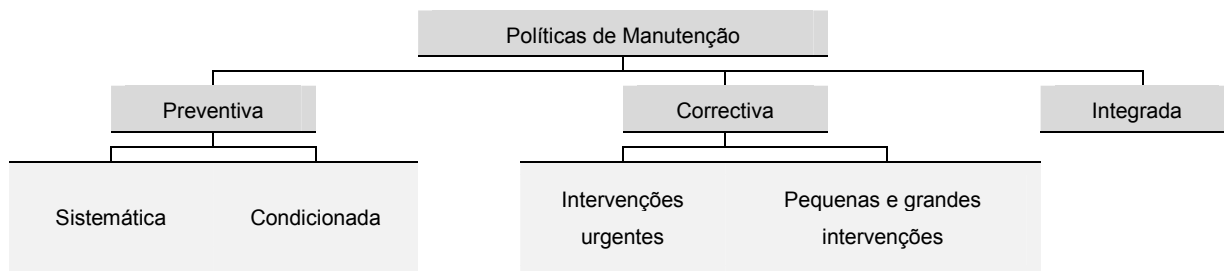 Políticas de Manutenção
Preventiva
Correctiva
Integrada
Sistemática
Condicionada
Intervenções
urgentes
Pequenas e grandes
intervenções